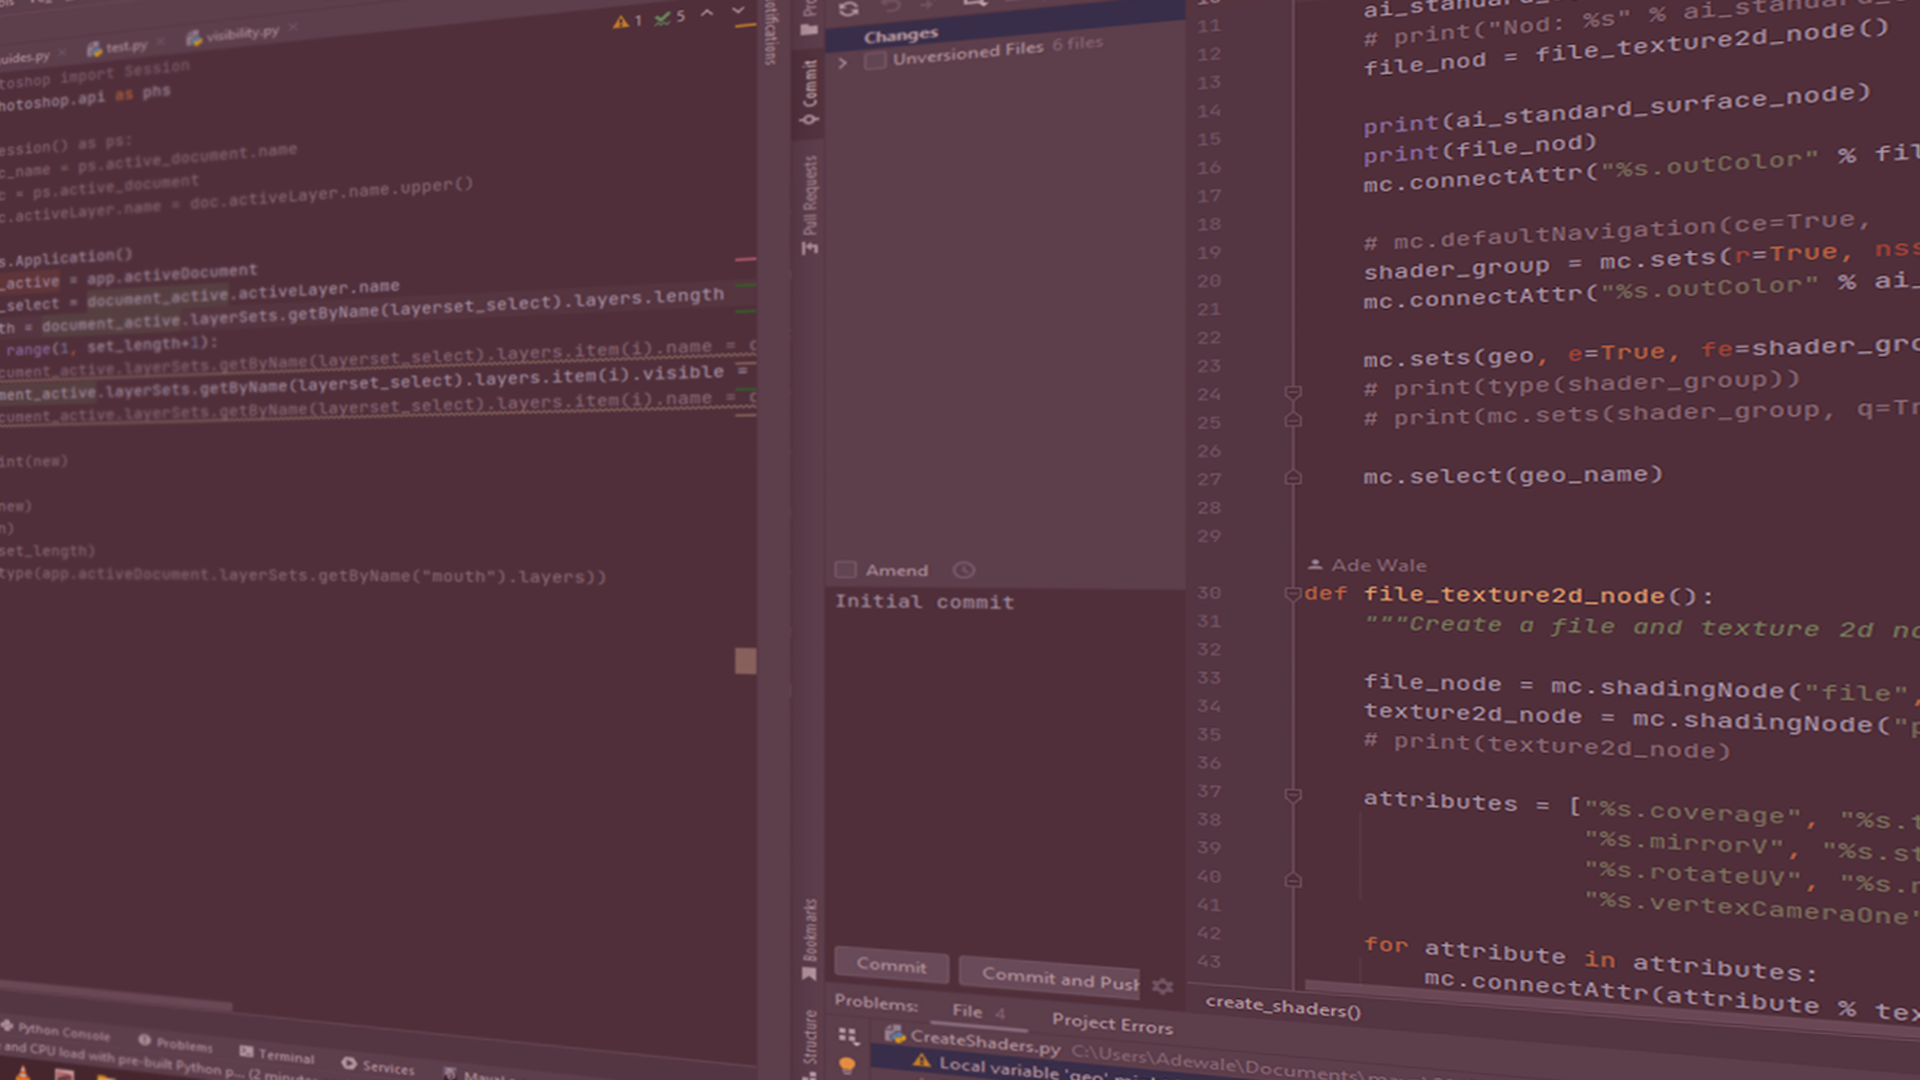 uides.py test.py visibility.py
1 5
toshop import Session
hotoshop.api as phs
ession() as ps:
c_name = ps.active_document.name
c = ps.active_document
c.activeLayer.name = doc.activeLayer.name.upper()
s.Application()
_active = app.activeDocument
_select = document_active.activeLayer.name
th = document_active.layerSets.getByName(layerset_select).layers.length
range(1, set_length+1):
cument_active.layerSets.getByName(layerset_select).layers.item(i).name =
ment_active.layerSets.getByName(layerset_select).layers.item(i).visible =
cument_active.layerSets.getByName(layerset_select).layers.item(i).name =
int(new)
new)
h)
set_length)
type(app.activeDocument.layerSets.getByName("mouth").layers))
Python Console Problems Terminal Services
and CPU load with pre-built Python p... (2 minut
otifications
Commit
Pull Requests
Bookmarks
Structure
Changes
Unversioned Files 6 files
Amend
Initial commit
Commit Commit and Push
Problems: File 4 Project Errors
CreateShaders.py C:\Users\Adewale\Documents\m
Local variable 'geo' mi
11 # print("Nod: %s" % ai_standard_s
12 file_nod = file_texture2d_node()
13
14 print(ai_standard_surface_node)
15 print(file_nod)
16 mc.connectAttr("%s.outColor" % fil
17
18 # mc.defaultNavigation(ce=True,
19 shader_group = mc.sets(r=True, nss
20 mc.connectAttr("%s.outColor" % ai_
21
22 mc.sets(geo, e=True, fe=shader_gro
23 # print(type(shader_group))
24 # print(mc.sets(shader_group, q=Tr
25
26
27 mc.select(geo_name)
28
29
Ade Wale
30 def file_texture2d_node():
31 """Create a file and texture 2d no
32
33 file_node = mc.shadingNode("file",
34 texture2d_node = mc.shadingNode("p
35 # print(texture2d_node)
36
37 attributes = ["%s.coverage", "%s.t
38 "%s.mirrorV", "%s.st
39 "%s.rotateUV", "%s.n
40 "%s.vertexCameraOne"
41
42 for attribute in attributes:
43 mc.connectAttr(attribute % tex
create_shaders()